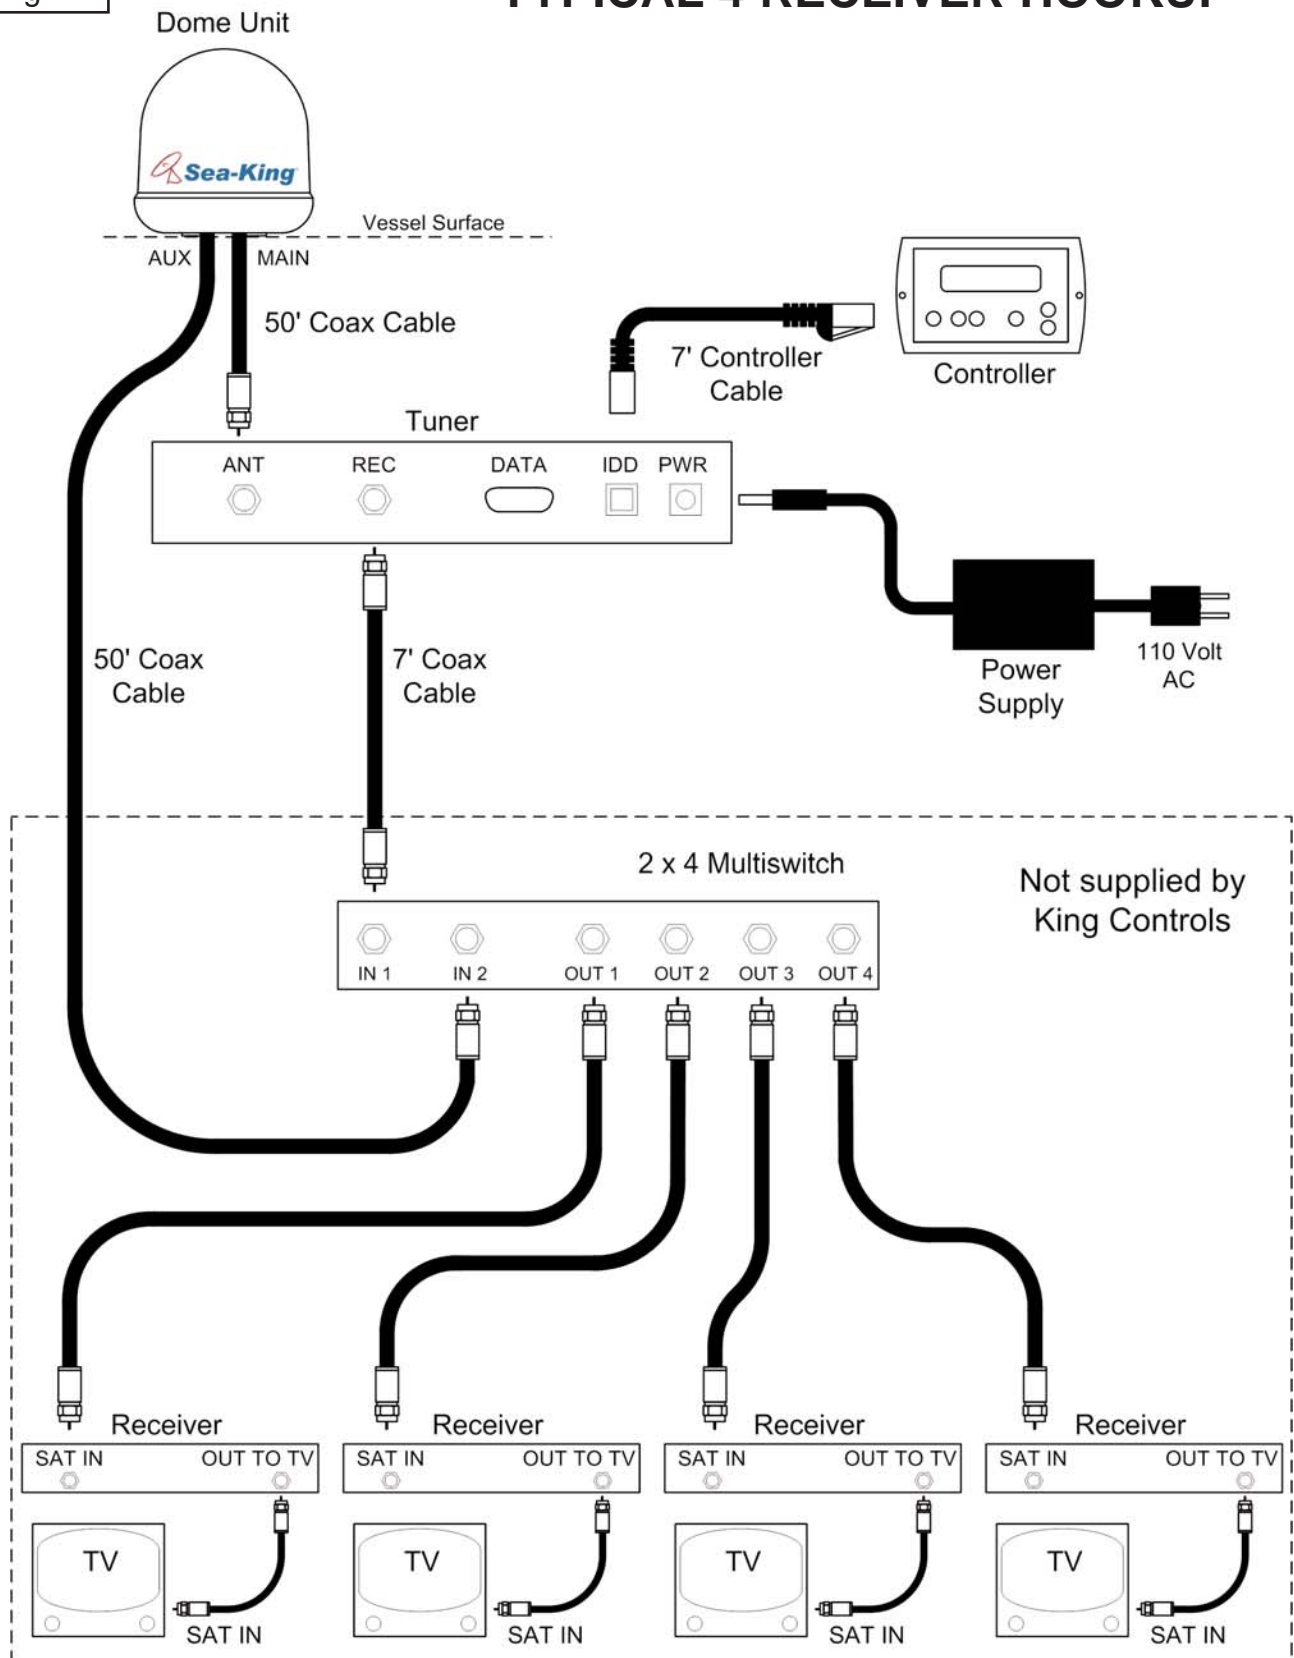 TYPICAL 4 RECEIVER HOOKUP
Dome Unit
Sea-King
Vessel Surface
AUX MAIN
50' Coax Cable
7' Controller
Cable
Controller
Tuner
ANT REC DATA IDD PWR
50' Coax
Cable
7' Coax
Cable
Power
Supply
110 Volt
AC
2 x 4 Multiswitch
Not supplied by
King Controls
IN 1 IN 2 OUT 1 OUT 2 OUT 3 OUT 4
Receiver Receiver Receiver Receiver
SAT IN OUT TO TV SAT IN OUT TO TV SAT IN OUT TO TV SAT IN OUT TO TV
TV TV TV TV
SAT IN SAT IN SAT IN SAT IN